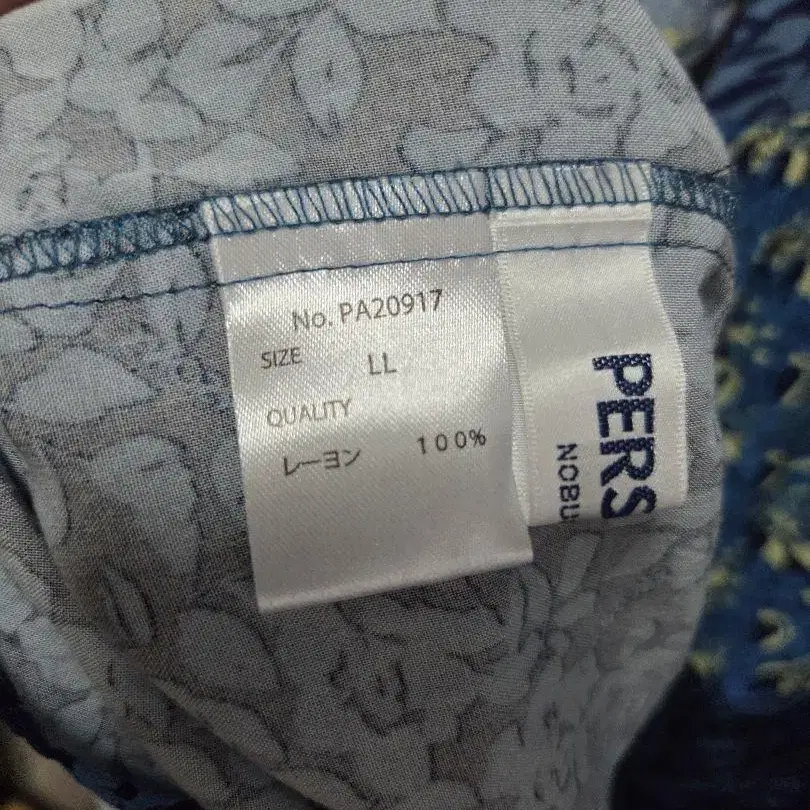 No. PA20917
SIZE LL
QUALITY
レーヨン 100%
PERS
NOBU